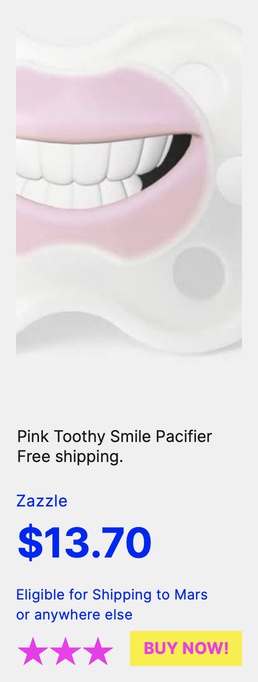 Pink Toothy Smile Pacifier
Free shipping.
Zazzle
$13.70
Eligible for Shipping to Mars
or anywhere else
BUY NOW!